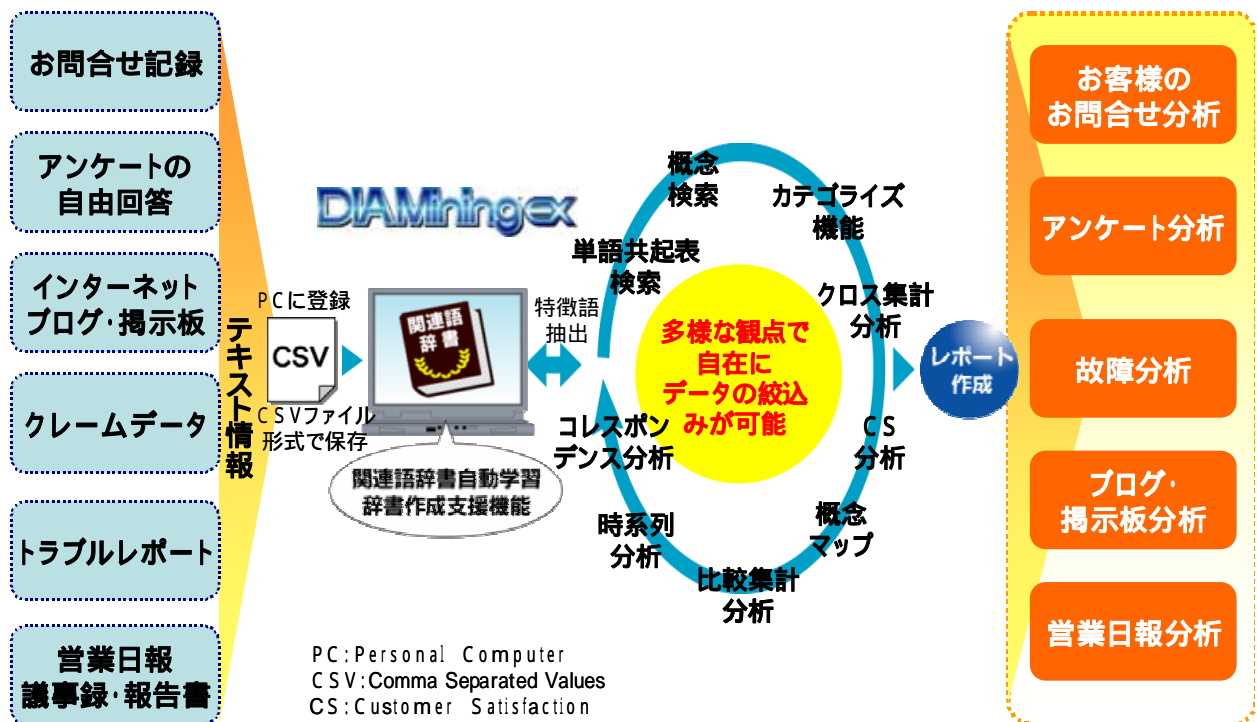 お問合せ記録
アンケートの
自由回答
インターネット
ブログ・掲示板
クレームデータ
トラブルレポート
営業日報
議事録・報告書
テキスト情報
PCに登録
CSV
CSVファイル
形式で保存
DIAMiningex
関連語
辞書
関連語辞書自動学習
辞書作成支援機能
特徴語
抽出
概念
検索
カテゴライズ
機能
単語共起表
検索
クロス集計
分析
多様な観点で
自在に
データの絞込
みが可能
コレスポン
デンス分析
CS
分析
時系列
分析
概念
マップ
比較集計
分析
レポート
作成
お客様の
お問合せ分析
アンケート分析
故障分析
ブログ・
掲示板分析
営業日報分析
PC:Personal Computer
CSV:Comma Separated Values
CS:Customer Satisfaction